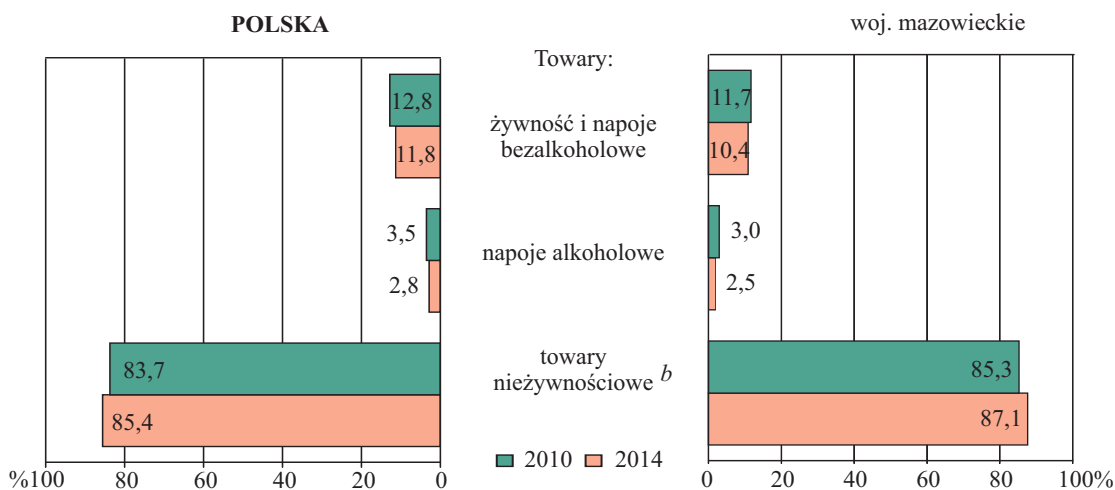 POLSKA
woj. mazowieckie
Towary:
12,8
żywność i napoje
bezalkoholowe
11,7
11,8
10,4
3,5
napoje alkoholowe
3,0
2,8
2,5
83,7
towary
nieżywnościowe b
85,3
85,4
87,1
2010 2014
%100 80 60 40 20 0
0 20 40 60 80 100%